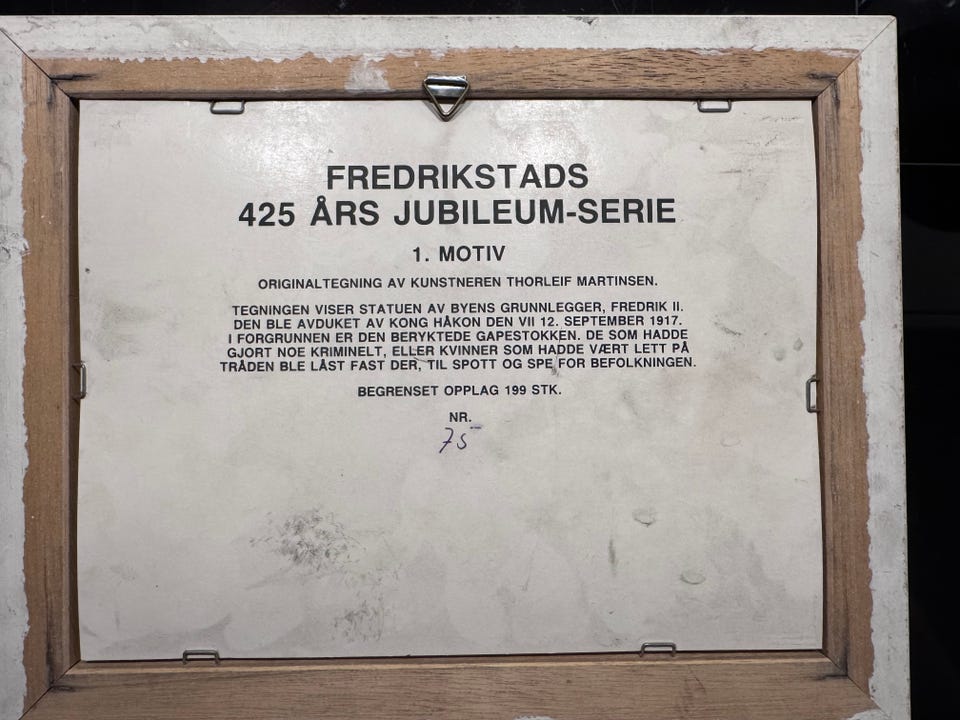 FREDRIKSTADS
425 ÅRS JUBILEUM-SERIE
1. MOTIV
ORIGINALTEGNING AV KUNSTNEREN THORLEIF MARTINSEN.
TEGNINGEN VISER STATUEN AV BYENS GRUNNLEGGER, FREDRIK II.
DEN BLE AVDUKET AV KONG HÅKON DEN VII 12. SEPTEMBER 1917.
I FORGRUNNEN ER DEN BERYKTEDE GAPESTOKKEN. DE SOM HADDE
GJORT NOE KRIMINELT, ELLER KVINNER SOM HADDE VÆRT LETT PÅ
TRÅDEN BLE LÅST FAST DER, TIL SPOTT OG SPE FOR BEFOLKNINGEN.
BEGRENSET OPPLAG 199 STK.
NR.
75